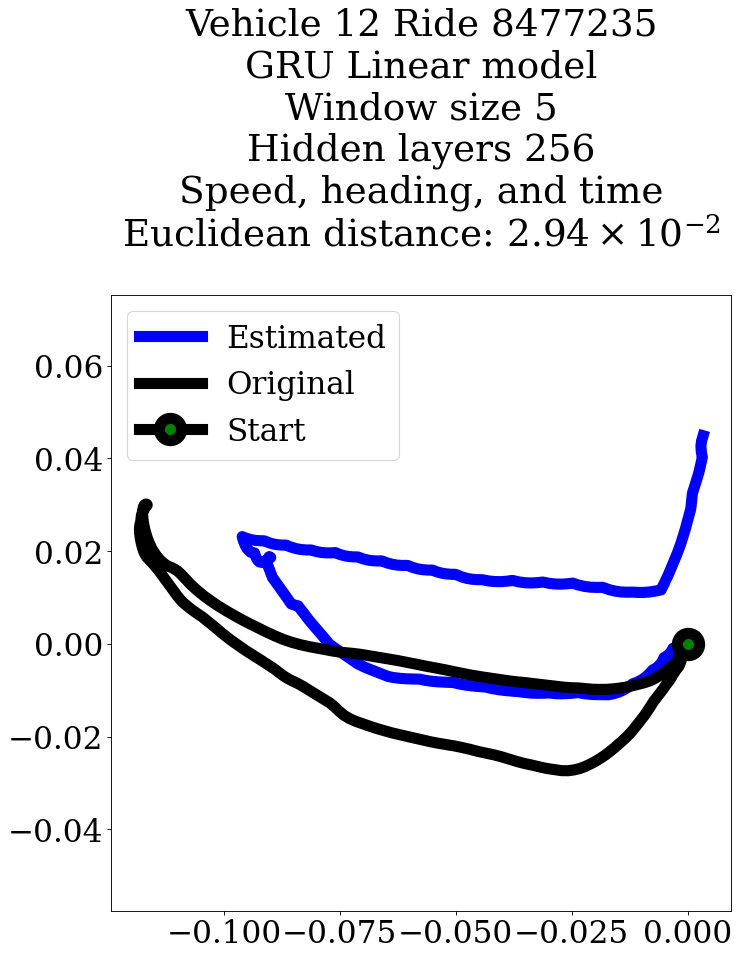 Vehicle 12 Ride 8477235
GRU Linear model
Window size 5
Hidden layers 256
Speed, heading, and time
Euclidean distance: 2.94 × 10⁻²
Estimated
Original
Start
0.06
0.04
0.02
0.00
−0.02
−0.04
−0.100 −0.075 −0.050 −0.025 0.000